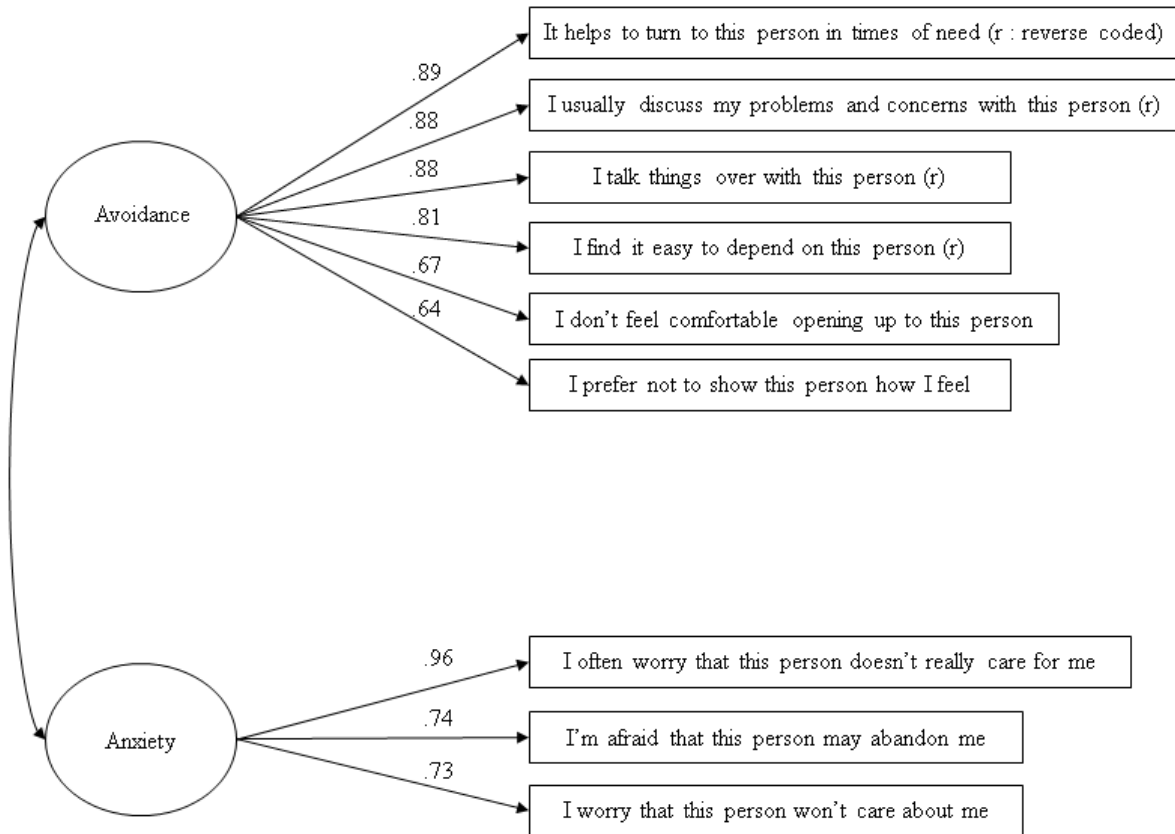 It helps to turn to this person in times of need (r : reverse coded)
.89
I usually discuss my problems and concerns with this person (r)
.88
.88
I talk things over with this person (r)
Avoidance
.81
I find it easy to depend on this person (r)
.67
.64
I don't feel comfortable opening up to this person
I prefer not to show this person how I feel
.96
I often worry that this person doesn't really care for me
.74
Anxiety
I'm afraid that this person may abandon me
.73
I worry that this person won't care about me